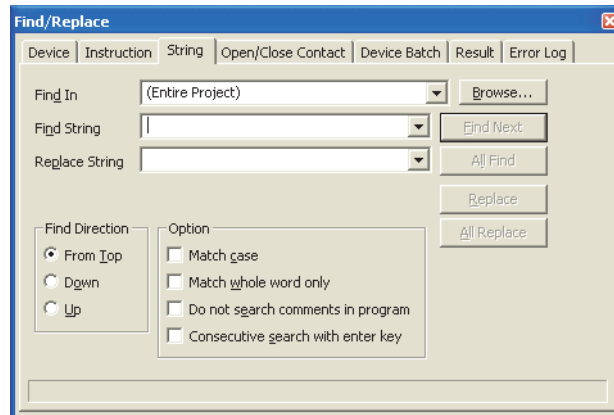 Find/Replace
Device Instruction String Open/Close Contact Device Batch Result Error Log
Find In (Entire Project) Browse...
Find String Find Next
Replace String All Find
Replace
All Replace
Find Direction Option
From Top Match case
Down Match whole word only
Up Do not search comments in program
Consecutive search with enter key